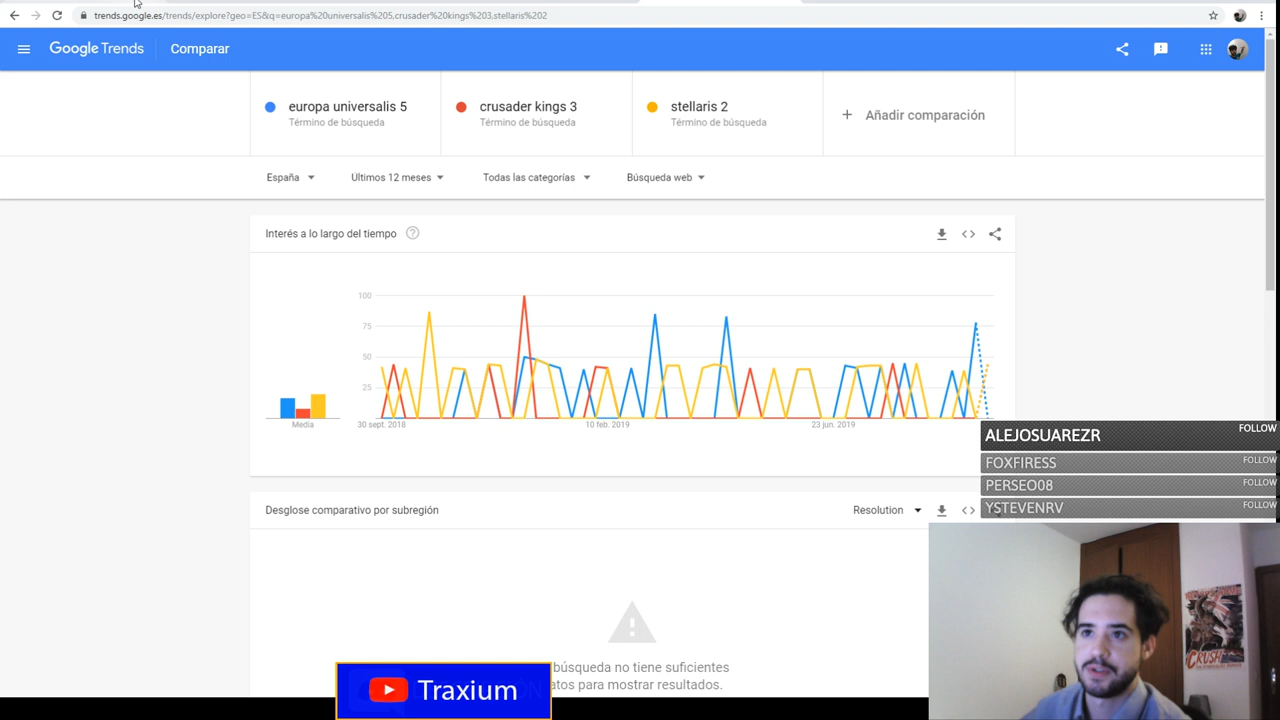 trends.google.es/trends/explore?geo=ES&q=europa%20universalis%205,crusader%20kings%203,stellaris%202
Google Trends
Comparar
europa universalis 5
Término de búsqueda
crusader kings 3
Término de búsqueda
stellaris 2
Término de búsqueda
+ Añadir comparación
España
Ultimos 12 meses
Todas las categorías
Búsqueda web
Interés a lo largo del tiempo
100
75
50
25
Media
30 sept. 2018
10 feb. 2019
23 jun. 2019
ALEJOSUAREZR FOLLOW
FOXFIRESS FOLLOW
PERSEO08 FOLLOW
YSTEVENRV FOLLOW
Desglose comparativo por subregión
Resolution
búsqueda no tiene suficientes
atos para mostrar resultados.
Traxium
CRUSH